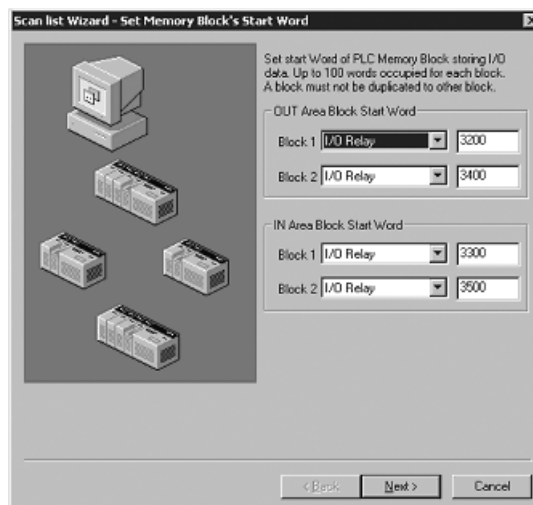 Scan list Wizard - Set Memory Block's Start Word
Set start Word of PLC Memory Block storing I/O
data. Up to 100 words occupied for each block.
A block must not be duplicated to other block.
OUT Area Block Start Word
Block 1 I/O Relay 3200
Block 2 I/O Relay 3400
IN Area Block Start Word
Block 1 I/O Relay 3300
Block 2 I/O Relay 3500
< Back Next > Cancel